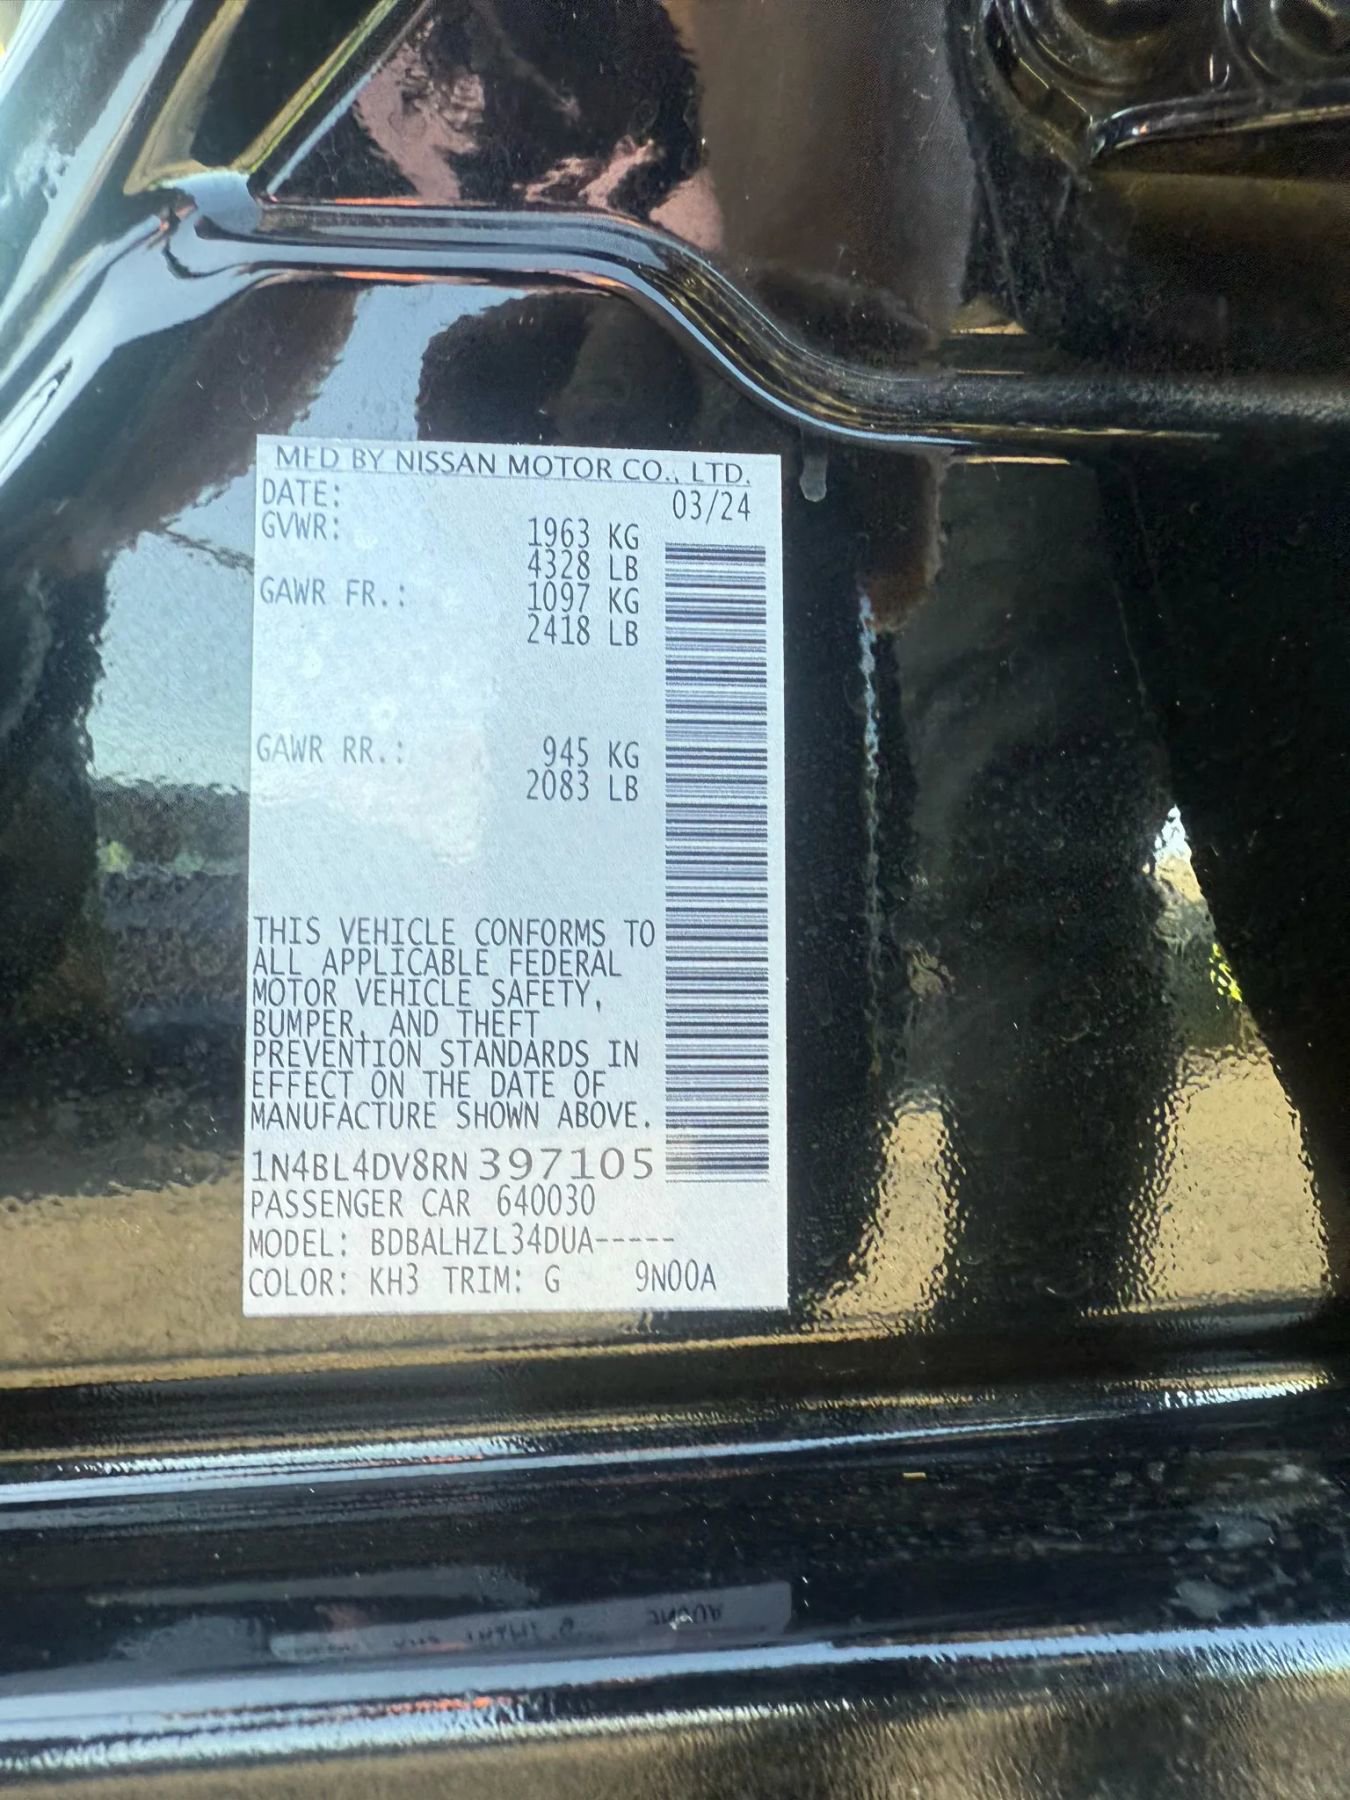 MFD BY NISSAN MOTOR CO., LTD.
DATE: 03/24
GVWR: 1963 KG
4328 LB
GAWR FR.: 1097 KG
2418 LB
GAWR RR.: 945 KG
2083 LB
THIS VEHICLE CONFORMS TO
ALL APPLICABLE FEDERAL
MOTOR VEHICLE SAFETY,
BUMPER, AND THEFT
PREVENTION STANDARDS IN
EFFECT ON THE DATE OF
MANUFACTURE SHOWN ABOVE.
1N4BL4DV8RN397105
PASSENGER CAR 640030
MODEL: BDBALHZL34DUA-----
COLOR: KH3 TRIM: G 9N00A